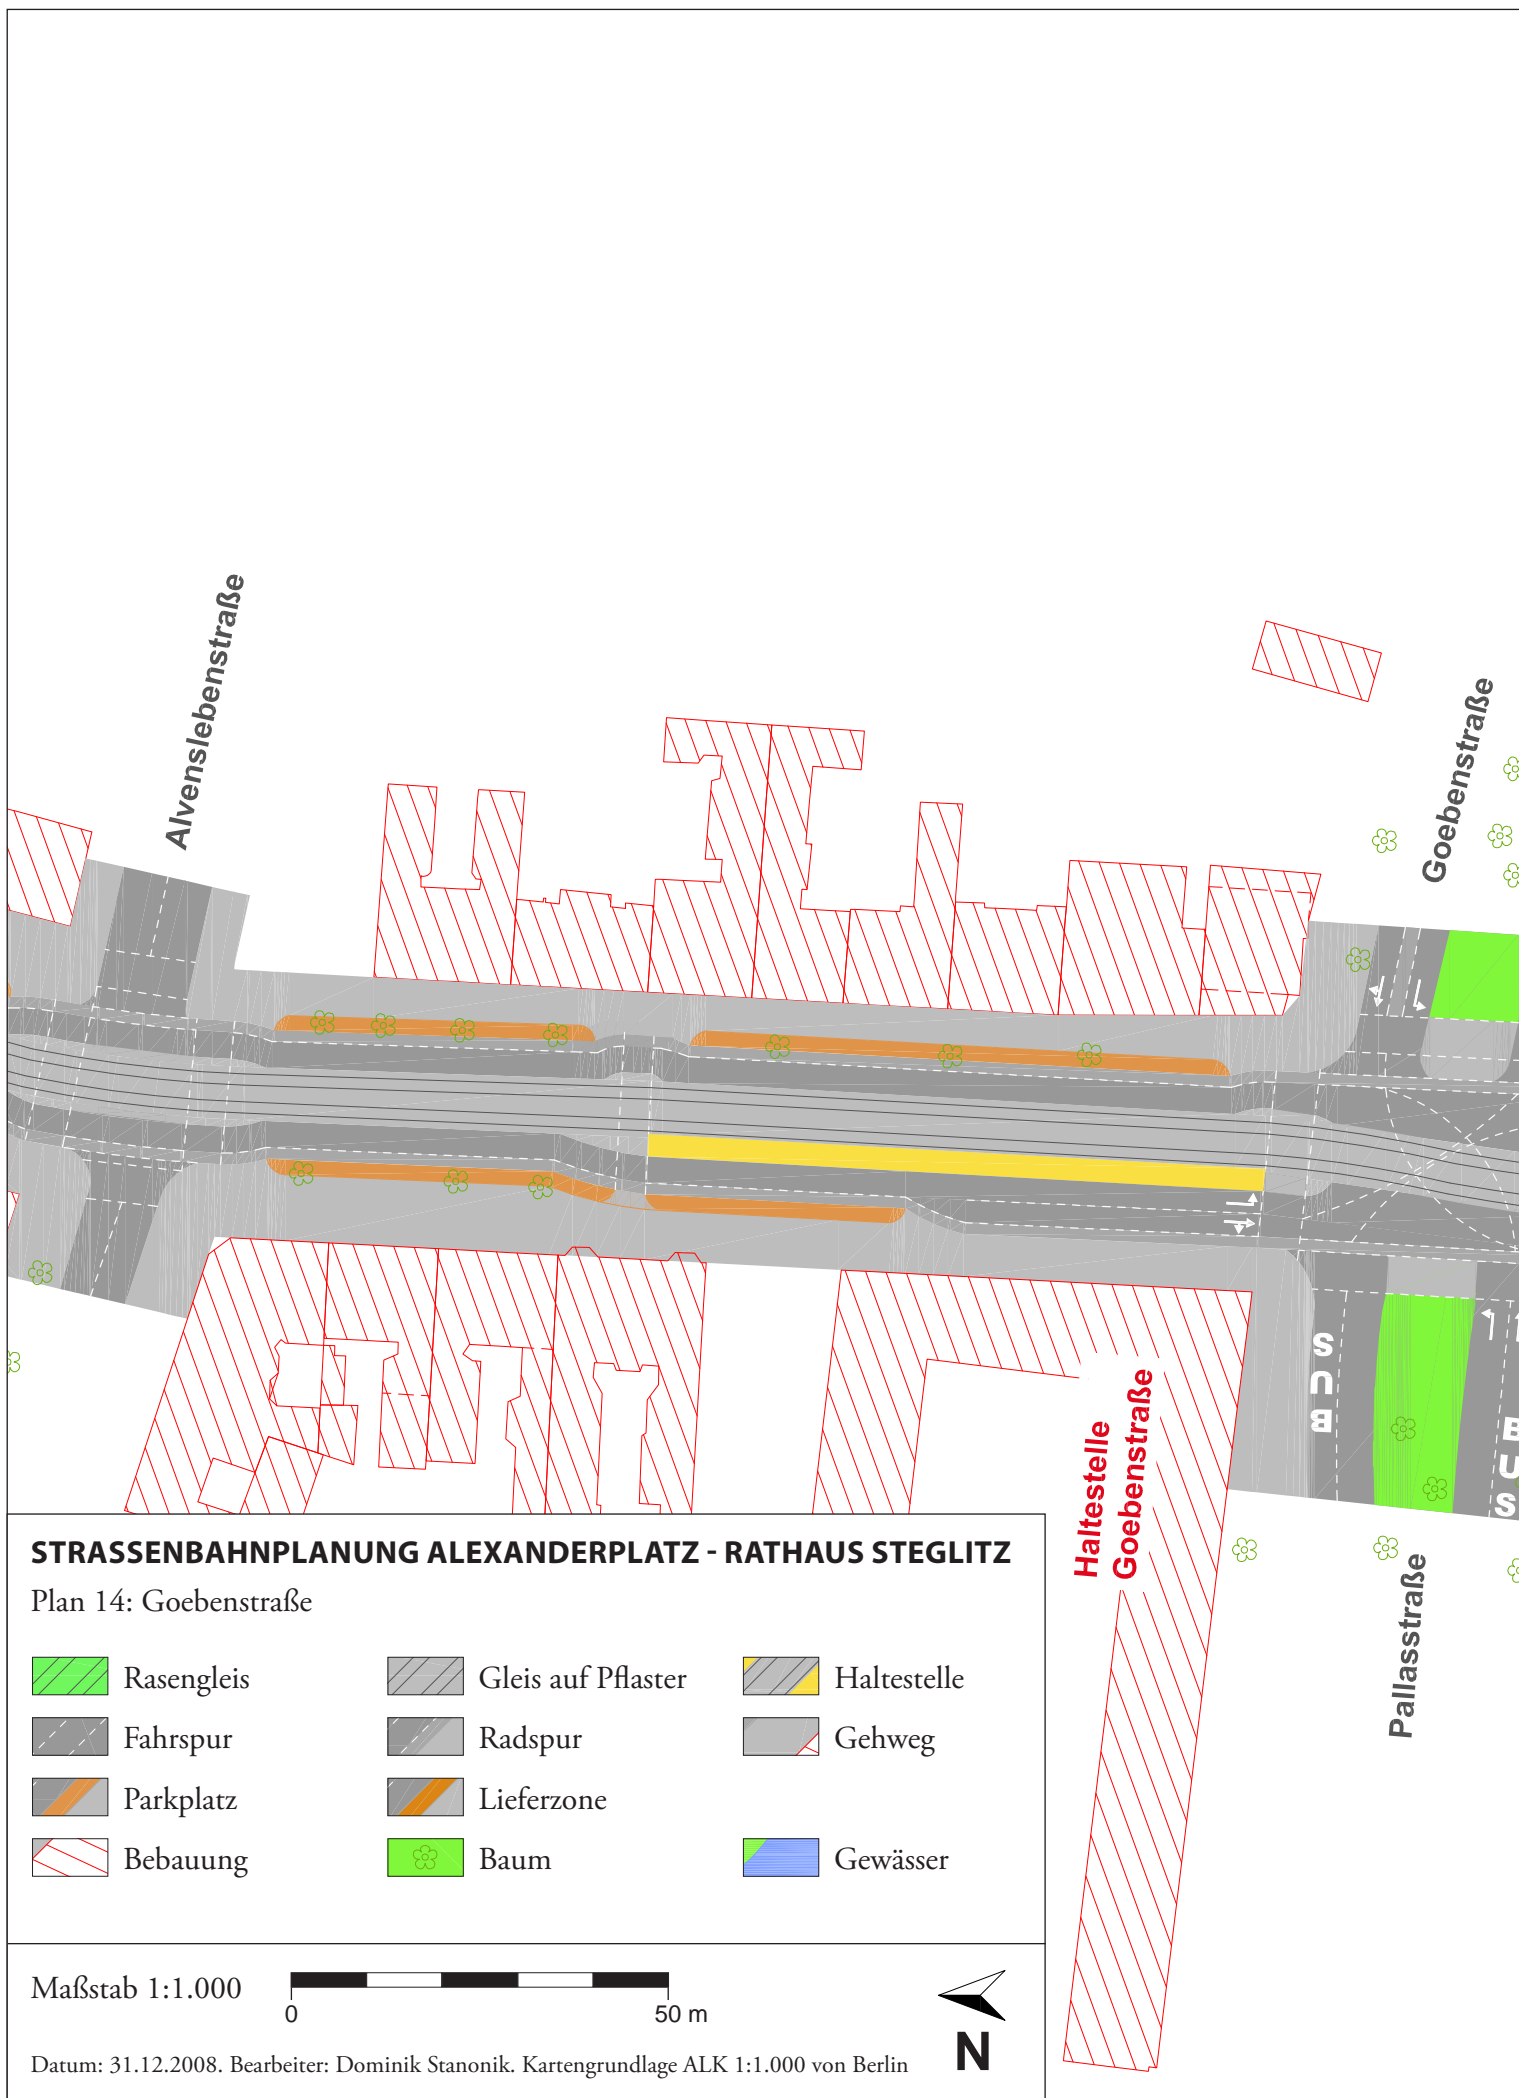 Alvenslebenstraße
Goebenstraße
BUS
BUS
Haltestelle
Goebenstraße
Pallasstraße
STRASSENBAHNPLANUNG ALEXANDERPLATZ - RATHAUS STEGLITZ
Plan 14: Goebenstraße
Rasengleis
Gleis auf Pflaster
Haltestelle
Fahrspur
Radspur
Gehweg
Parkplatz
Lieferzone
Bebauung
Baum
Gewässer
Maßstab 1:1.000
0
50 m
N
Datum: 31.12.2008. Bearbeiter: Dominik Stanonik. Kartengrundlage ALK 1:1.000 von Berlin